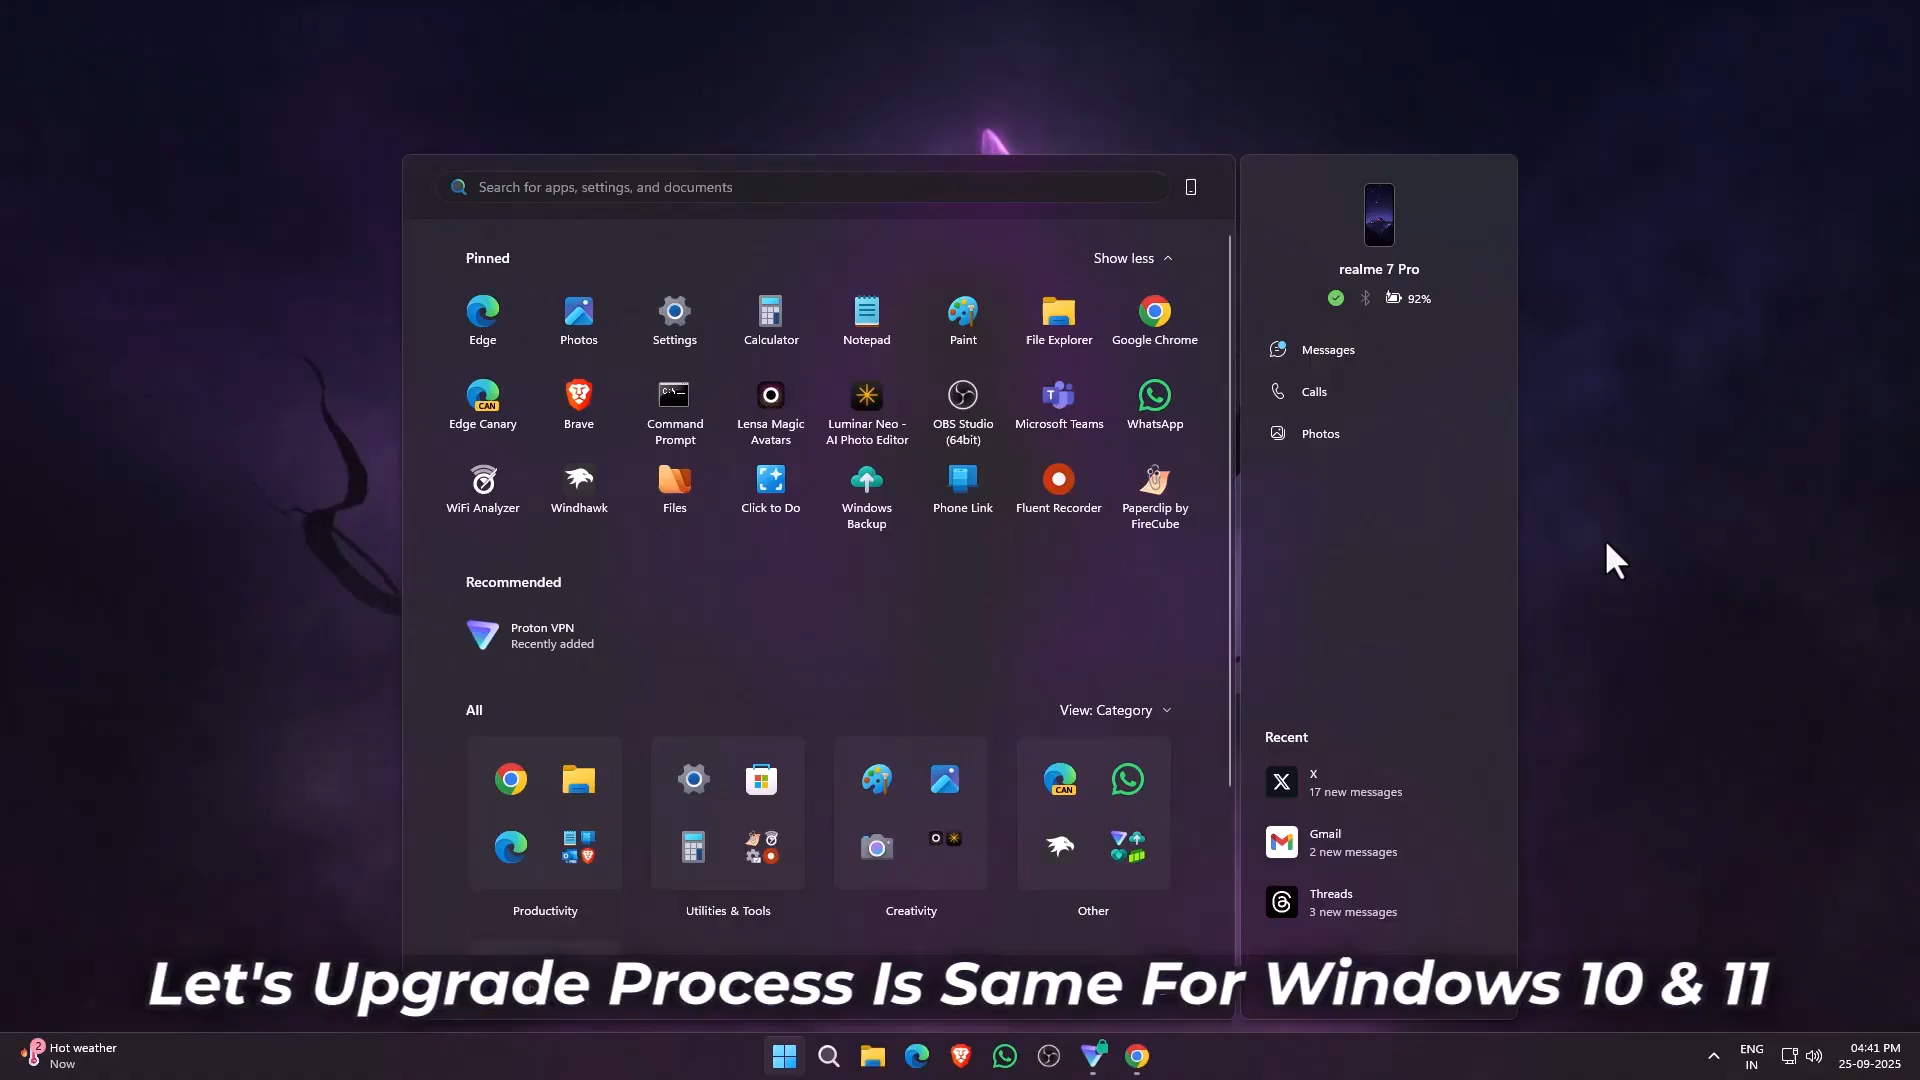 Search for apps, settings, and documents
Pinned
Show less
Edge
Photos
Settings
Calculator
Notepad
Paint
File Explorer
Google Chrome
CAN
C:\
T
Edge Canary
Brave
Command
Prompt
Lensa Magic
Avatars
Luminar Neo -
AI Photo Editor
OBS Studio
(64bit)
Microsoft Teams
WhatsApp
WiFi Analyzer
Windhawk
Files
Click to Do
Windows
Backup
Phone Link
Fluent Recorder
Paperclip by
FireCube
Recommended
Proton VPN
Recently added
All
View: Category
CAN
Productivity
Utilities & Tools
Creativity
Other
realme 7 Pro
92%
Messages
Calls
Photos
Recent
X
17 new messages
Gmail
2 new messages
Threads
3 new messages
Let's Upgrade Process Is Same For Windows 10 & 11
2
Hot weather
Now
ENG
IN
04:41 PM
25-09-2025